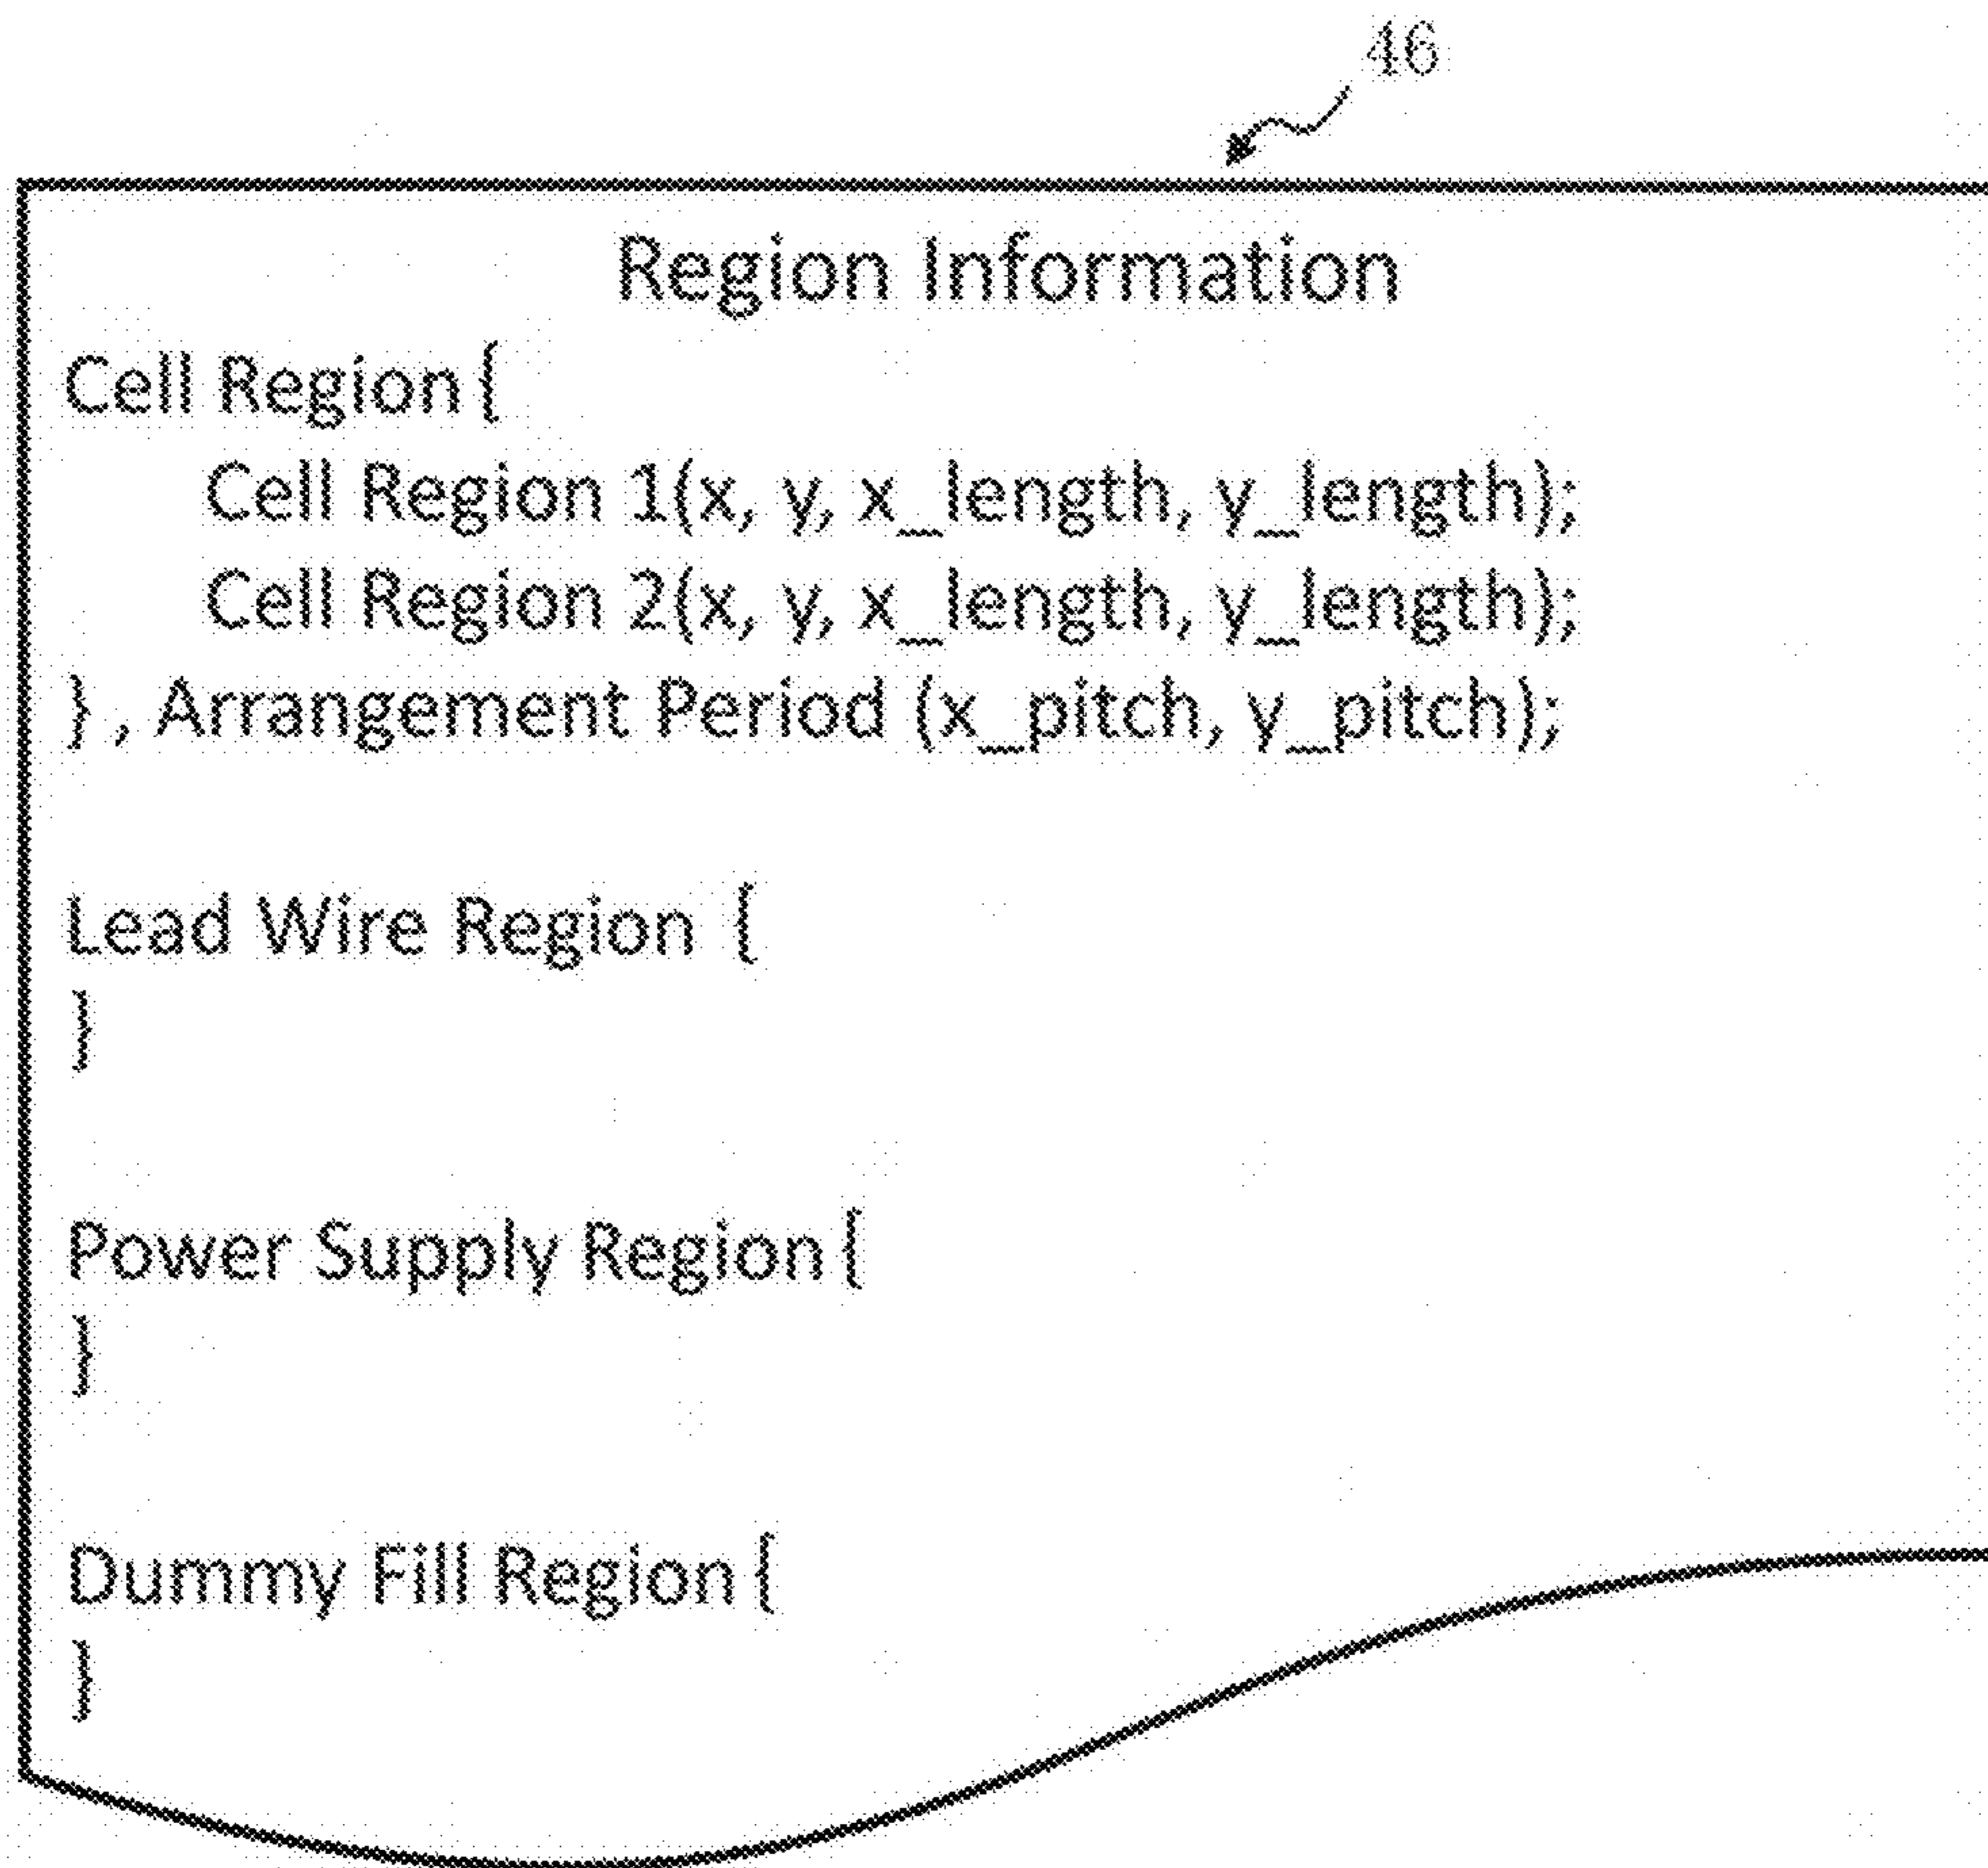 46
Region Information
Cell Region {
Cell Region 1(x, y, x_length, y_length);
Cell Region 2(x, y, x_length, y_length);
} , Arrangement Period (x_pitch, y_pitch);
Lead Wire Region {
}
Power Supply Region {
}
Dummy Fill Region {
}